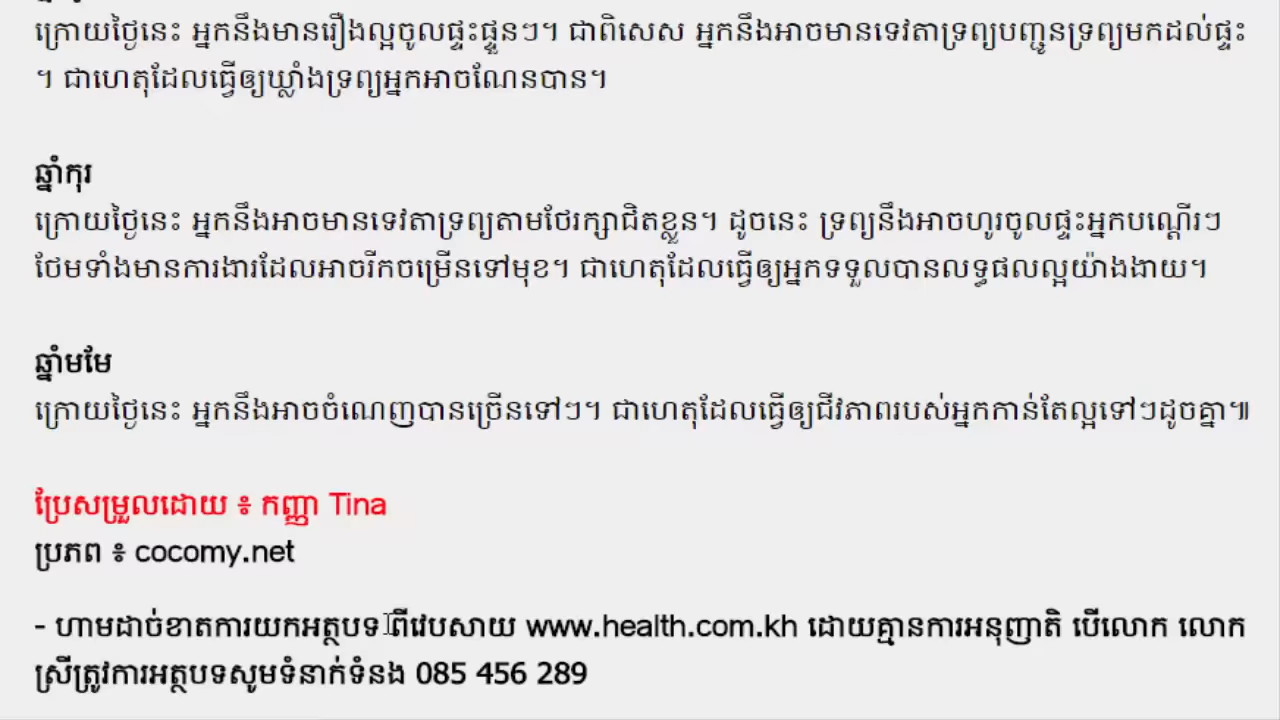 ក្រោយថ្ងៃនេះ អ្នកនឹងមានរឿងល្អចូលផ្ទះផ្ទួនៗ។ ជាពិសេស អ្នកនឹងអាចមានទេវតាទ្រព្យបញ្ជូនទ្រព្យមកដល់ផ្ទះ
។ ជាហេតុដែលធ្វើឲ្យឃ្លាំងទ្រព្យអ្នកអាចណែនបាន។
ឆ្នាំកុរ
ក្រោយថ្ងៃនេះ អ្នកនឹងអាចមានទេវតាទ្រព្យតាមថែរក្សាជិតខ្លួន។ ដូចនេះ ទ្រព្យនឹងអាចហូរចូលផ្ទះអ្នកបណ្តើរៗ
ថែមទាំងមានការងារដែលអាចរីកចម្រើនទៅមុខ។ ជាហេតុដែលធ្វើឲ្យអ្នកទទួលបានលទ្ធផលល្អយ៉ាងងាយ។
ឆ្នាំមមែ
ក្រោយថ្ងៃនេះ អ្នកនឹងអាចចំណេញបានច្រើនទៅៗ។ ជាហេតុដែលធ្វើឲ្យជីវភាពរបស់អ្នកកាន់តែល្អទៅៗដូចគ្នា៕
ប្រែសម្រួលដោយ ៖ កញ្ញា Tina
ប្រភព ៖ cocomy.net
- ហាមដាច់ខាតការយកអត្ថបទ ពីវេបសាយ www.health.com.kh ដោយគ្មានការអនុញាតិ បើលោក លោក
ស្រីត្រូវការអត្ថបទសូមទំនាក់ទំនង 085 456 289